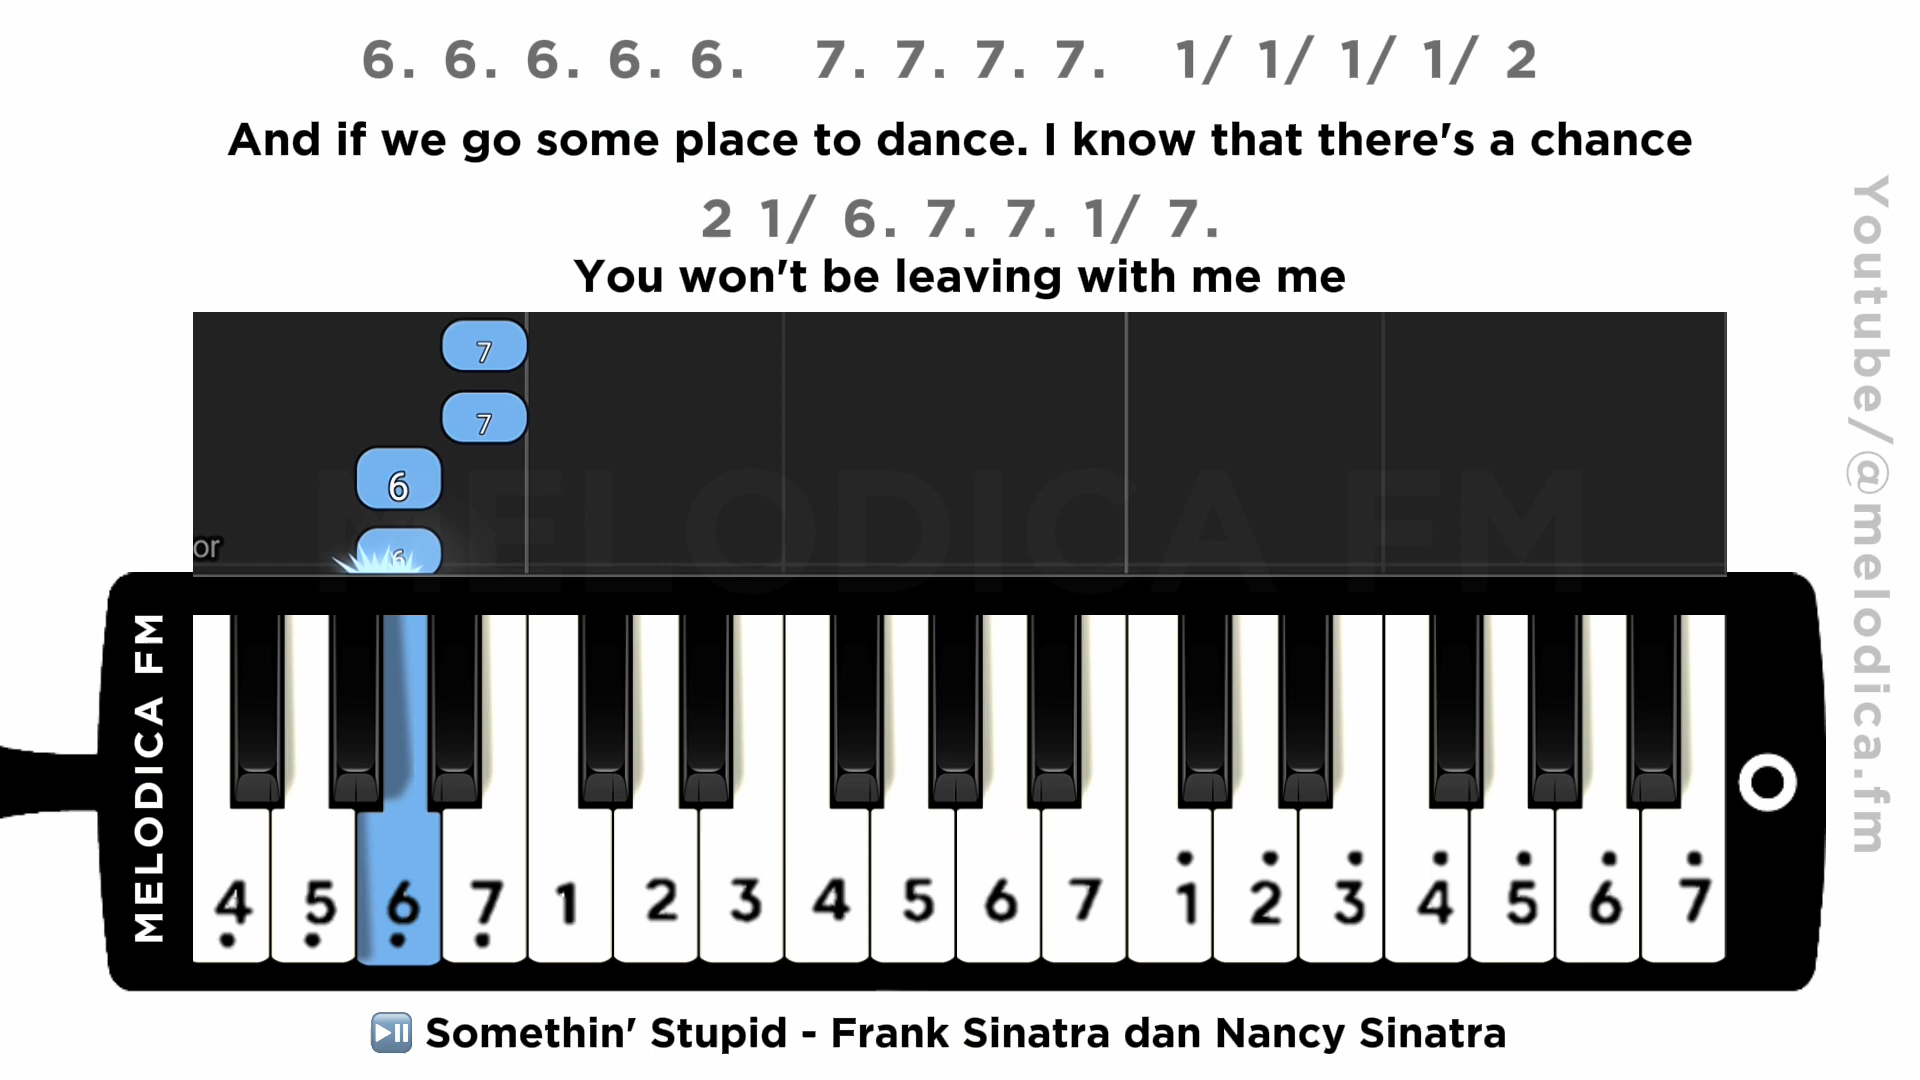 6. 6. 6. 6. 6. 7. 7. 7. 7. 1/ 1/ 1/ 1/ 2
And if we go some place to dance. I know that there's a chance
2 1/ 6. 7. 7. 1/ 7.
You won't be leaving with me me
Youtube/@melodica.fm
7
7
6
6
or
MELODICA FM
MELODICA FM
4 5 6 7 1 2 3 4 5 6 7 1 2 3 4 5 6 7
Somethin' Stupid - Frank Sinatra dan Nancy Sinatra